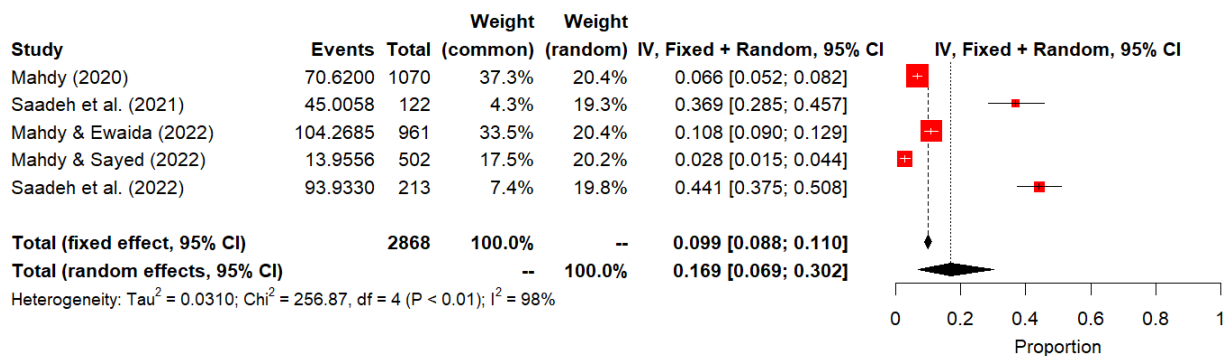 Weight Weight
Study Events Total (common) (random) IV, Fixed + Random, 95% CI IV, Fixed + Random, 95% CI
Mahdy (2020) 70.6200 1070 37.3% 20.4% 0.066 [0.052; 0.082]
Saadeh et al. (2021) 45.0058 122 4.3% 19.3% 0.369 [0.285; 0.457]
Mahdy & Ewaida (2022) 104.2685 961 33.5% 20.4% 0.108 [0.090; 0.129]
Mahdy & Sayed (2022) 13.9556 502 17.5% 20.2% 0.028 [0.015; 0.044]
Saadeh et al. (2022) 93.9330 213 7.4% 19.8% 0.441 [0.375; 0.508]
Total (fixed effect, 95% CI) 2868 100.0% -- 0.099 [0.088; 0.110]
Total (random effects, 95% CI) -- 100.0% 0.169 [0.069; 0.302]
Heterogeneity: Tau² = 0.0310; Chi² = 256.87, df = 4 (P < 0.01); I² = 98%
0 0.2 0.4 0.6 0.8 1
Proportion